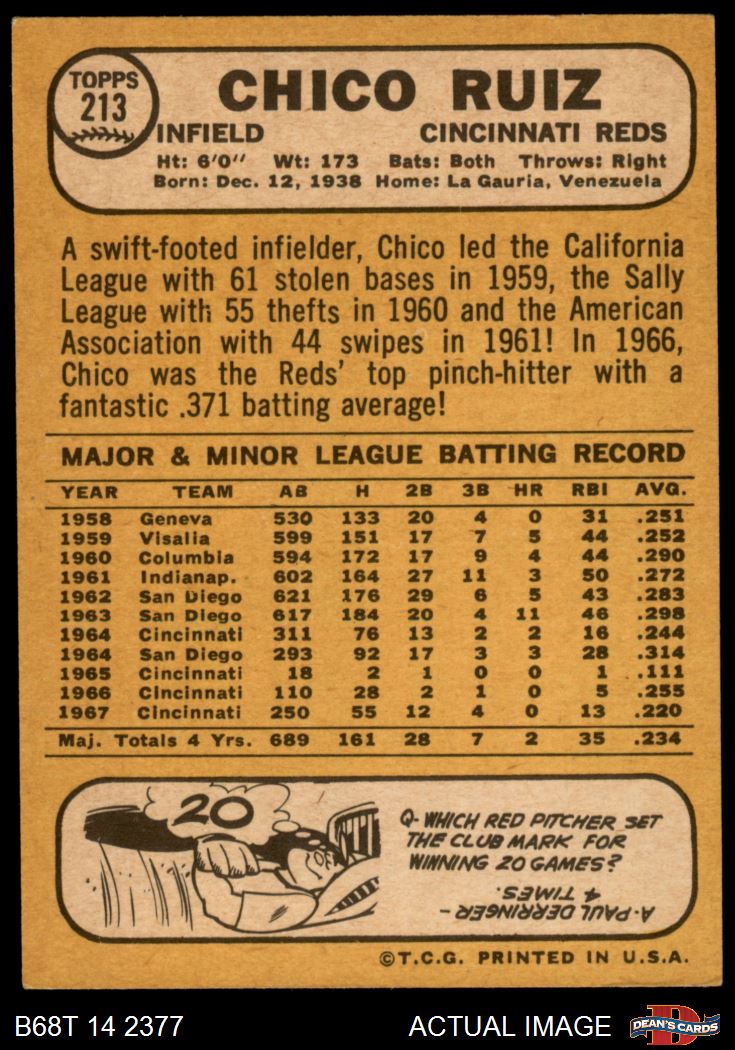 TOPPS
213
CHICO RUIZ
INFIELD CINCINNATI REDS
Ht: 6'0" Wt: 173 Bats: Both Throws: Right
Born: Dec. 12, 1938 Home: La Gauria, Venezuela
A swift-footed infielder, Chico led the California
League with 61 stolen bases in 1959, the Sally
League with 55 thefts in 1960 and the American
Association with 44 swipes in 1961! In 1966,
Chico was the Reds' top pinch-hitter with a
fantastic .371 batting average!
MAJOR & MINOR LEAGUE BATTING RECORD
YEAR TEAM AB H 2B 3B HR RBI AVG.
1958 Geneva 530 133 20 4 0 31 .251
1959 Visalia 599 151 17 7 5 44 .252
1960 Columbia 594 172 17 9 4 44 .290
1961 Indianap. 602 164 27 11 3 50 .272
1962 San Diego 621 176 29 6 5 43 .283
1963 San Diego 617 184 20 4 11 46 .298
1964 Cincinnati 311 76 13 2 2 16 .244
1964 San Diego 293 92 17 3 3 28 .314
1965 Cincinnati 18 2 1 0 0 1 .111
1966 Cincinnati 110 28 2 1 0 5 .255
1967 Cincinnati 250 55 12 4 0 13 .220
Maj. Totals 4 Yrs. 689 161 28 7 2 35 .234
20
Q- WHICH RED PITCHER SET
THE CLUB MARK FOR
WINNING 20 GAMES?
A- PAUL DERRINGER -
4 TIMES.
©T.C.G. PRINTED IN U.S.A.
B68T 14 2377 ACTUAL IMAGE D DEAN'S CARDS